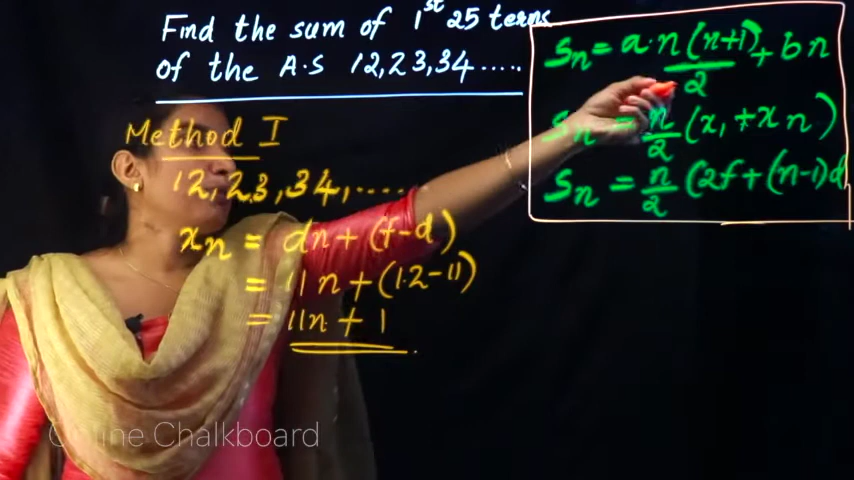 Find the sum of 1st 25 terms
of the A.S 12,23,34.....
Method I
12, 23, 34, .....
xn = dn + (f-d)
= 11n + (12-11)
= 11n + 1
Sn = a. n(n+1)/2 + bn
Sn = n/2 (x1 + xn)
Sn = n/2 (2f + (n-1)d
Online Chalkboard